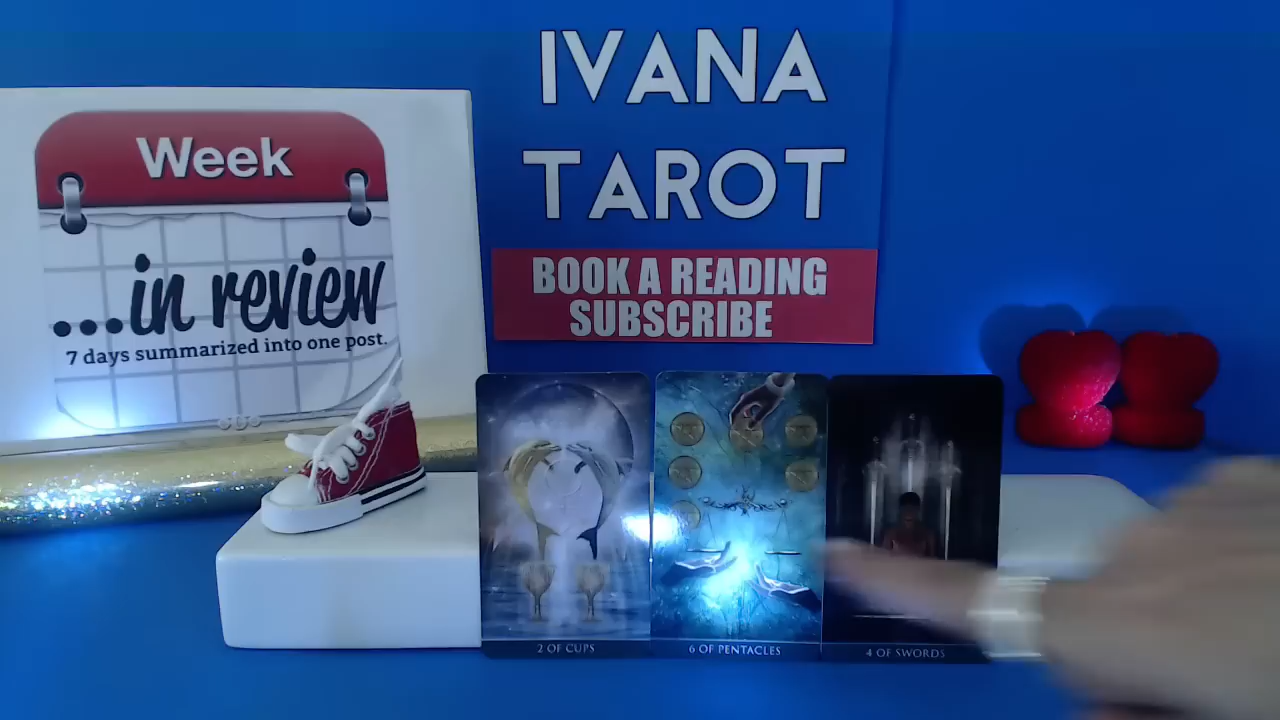 Week
...in review
7 days summarized into one post.
IVANA
TAROT
BOOK A READING
SUBSCRIBE
2 OF CUPS
6 OF PENTACLES
4 OF SWORDS